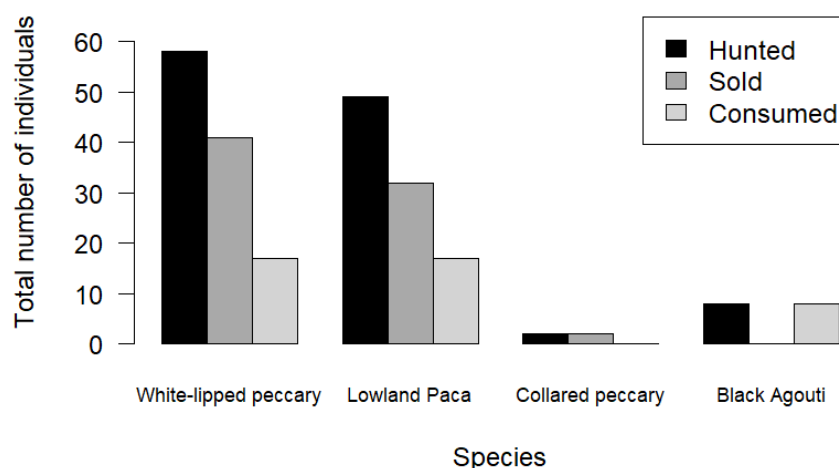 Total number of individuals
60
50
40
30
20
10
0
Hunted
Sold
Consumed
White-lipped peccary
Lowland Paca
Collared peccary
Black Agouti
Species